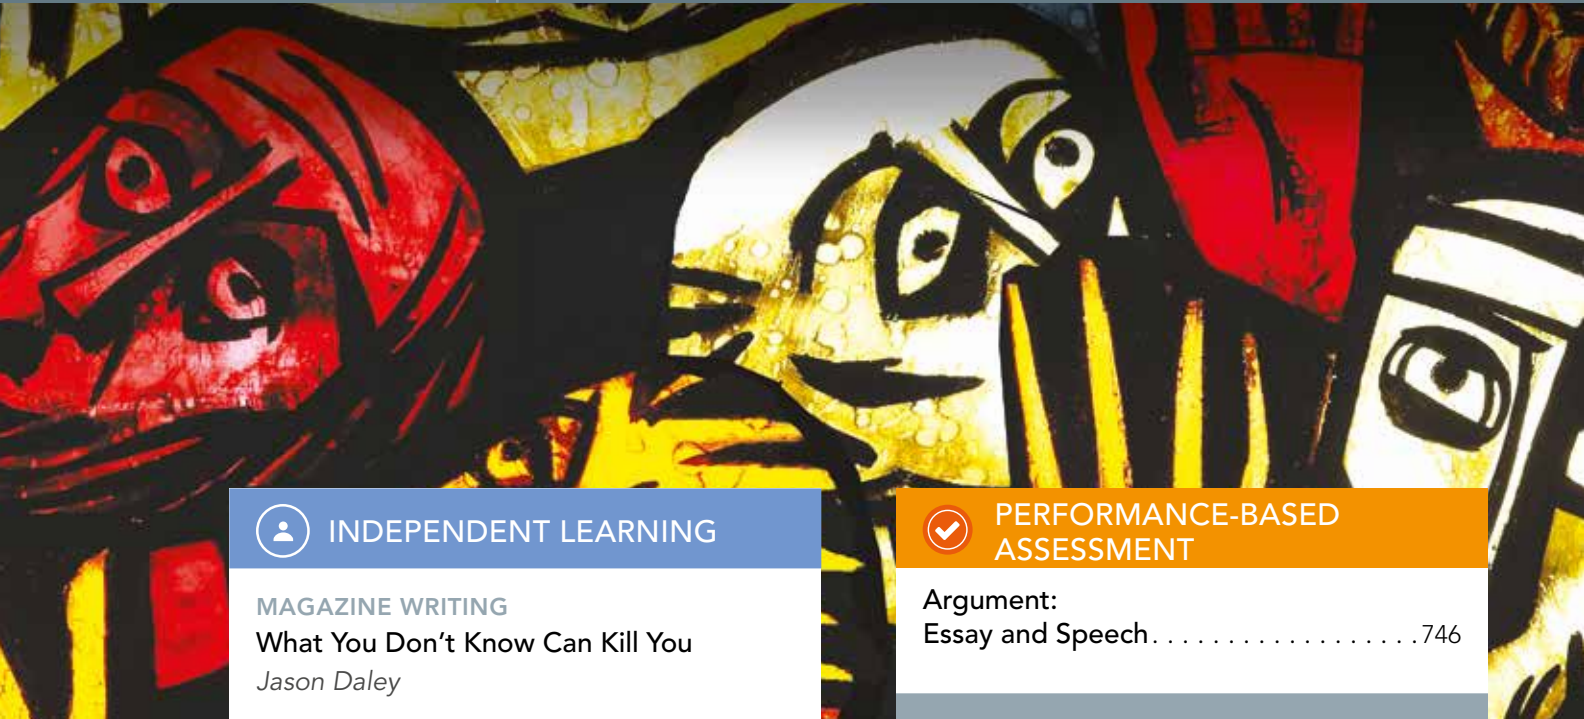 INDEPENDENT LEARNING
MAGAZINE WRITING
What You Don’t Know Can Kill You
Jason Daley
PERFORMANCE-BASED
ASSESSMENT
Argument:
Essay and Speech. . . . . . . . . . . . . . . . . .746